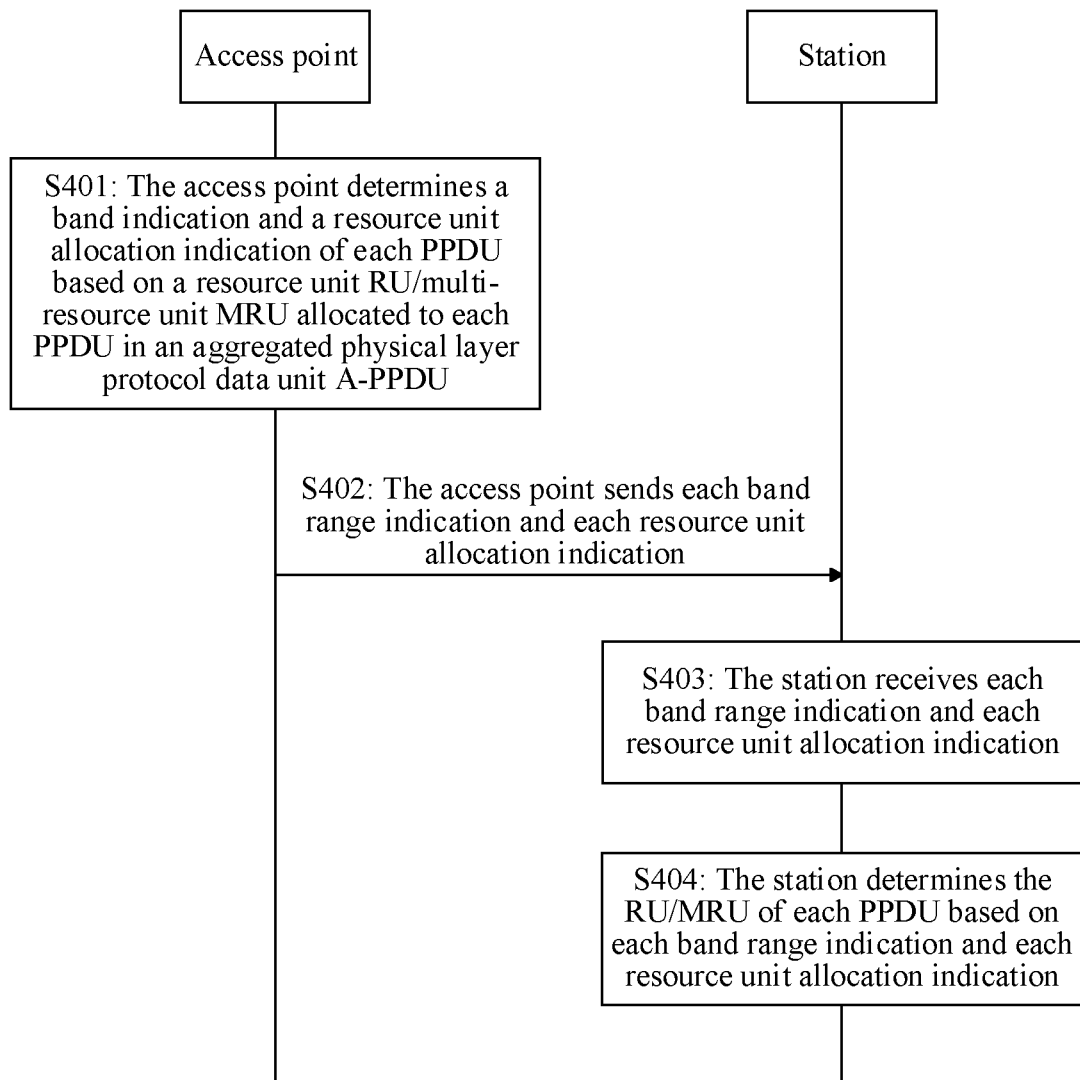 Access point
Station
S401: The access point determines a
band indication and a resource unit
allocation indication of each PPDU
based on a resource unit RU/multi-
resource unit MRU allocated to each
PPDU in an aggregated physical layer
protocol data unit A-PPDU
S402: The access point sends each band
range indication and each resource unit
allocation indication
S403: The station receives each
band range indication and each
resource unit allocation indication
S404: The station determines the
RU/MRU of each PPDU based on
each band range indication and each
resource unit allocation indication